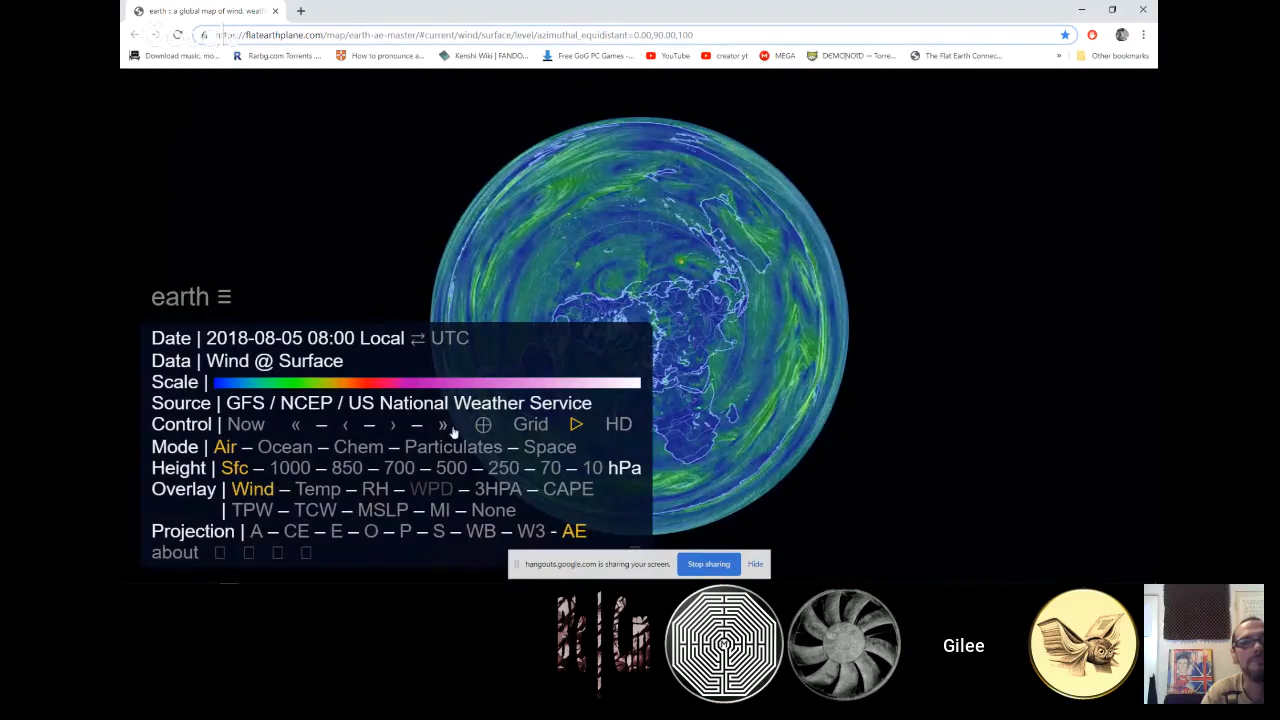 earth :: a global map of wind, weath
flatearthplane.com/map/earth-ae-master/#current/wind/surface/level/azimuthal_equidistant=0.00,90.00,100
Download music, mo... Rarbg.com Torrents ... How to pronounce a... Kenshi Wiki | FANDO... Free GoG PC Games -... YouTube creator yt MEGA DEMONOID — Torre... The Flat Earth Connec... » Other bookmarks
earth ☰
Date | 2018-08-05 08:00 Local ⇄ UTC
Data | Wind @ Surface
Scale |
Source | GFS / NCEP / US National Weather Service
Control | Now « – ‹ – › – » ⊕ Grid ▷ HD
Mode | Air – Ocean – Chem – Particulates – Space
Height | Sfc – 1000 – 850 – 700 – 500 – 250 – 70 – 10 hPa
Overlay | Wind – Temp – RH – WPD – 3HPA – CAPE
| TPW – TCW – MSLP – MI – None
Projection | A – CE – E – O – P – S – WB – W3 - AE
about
hangouts.google.com is sharing your screen. Stop sharing Hide
Gilee